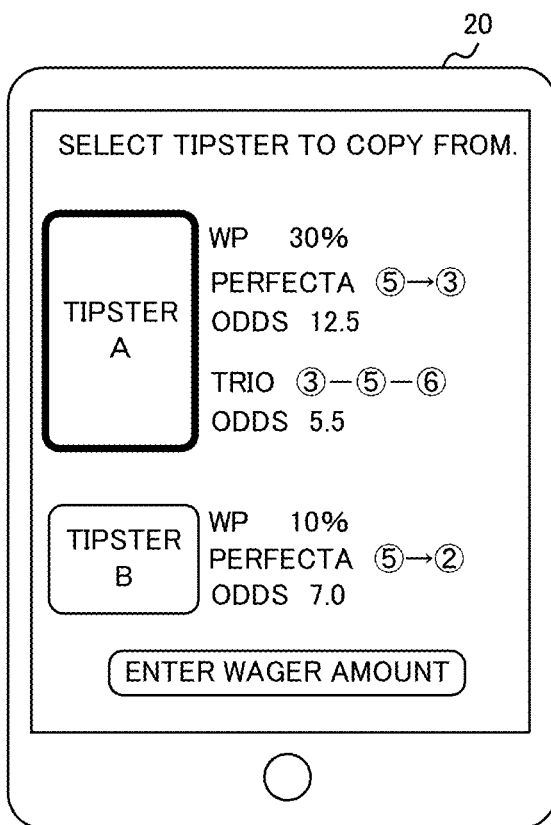 20
SELECT TIPSTER TO COPY FROM.
TIPSTER
A
WP 30%
PERFECTA ⑤→③
ODDS 12.5
TRIO ③−⑤−⑥
ODDS 5.5
TIPSTER
B
WP 10%
PERFECTA ⑤→②
ODDS 7.0
ENTER WAGER AMOUNT